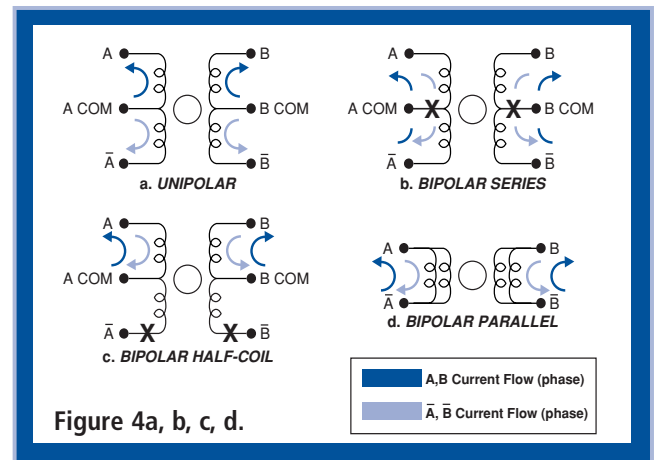 A
B
A COM
B COM
Ā
B̄
a. UNIPOLAR
A
B
A COM
X
X
B COM
Ā
B̄
b. BIPOLAR SERIES
A
B
A COM
B COM
Ā
X
X
B̄
c. BIPOLAR HALF-COIL
A
B
Ā
B̄
d. BIPOLAR PARALLEL
A,B Current Flow (phase)
Ā, B̄ Current Flow (phase)
Figure 4a, b, c, d.